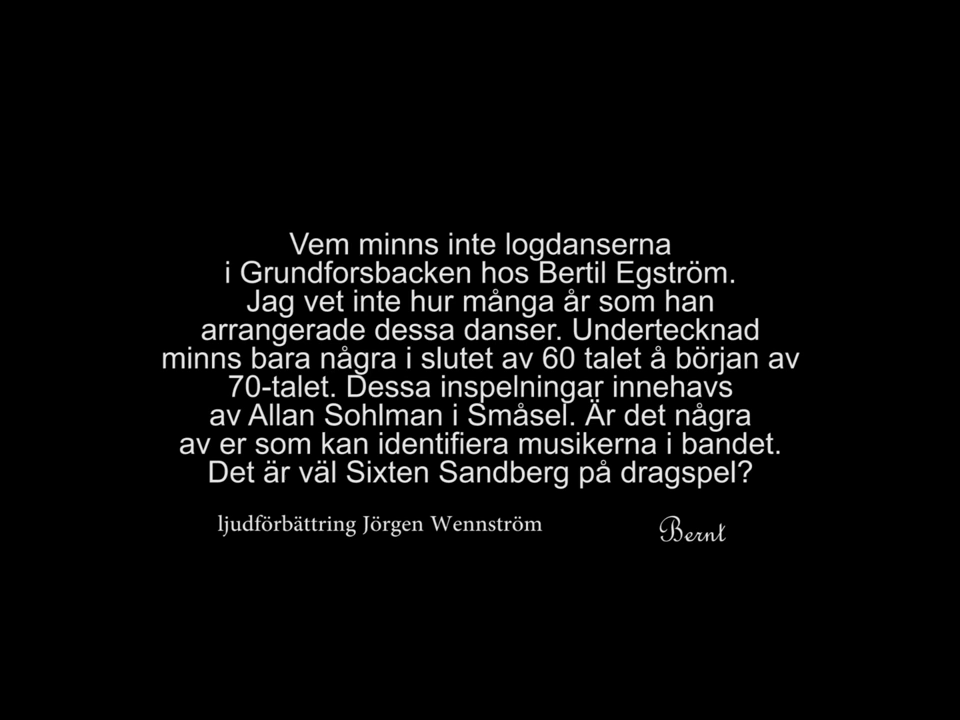 Vem minns inte logdanserna
i Grundforsbacken hos Bertil Egström.
Jag vet inte hur många år som han
arrangerade dessa danser. Undertecknad
minns bara några i slutet av 60 talet å början av
70-talet. Dessa inspelningar innehavs
av Allan Sohlman i Småsel. Är det några
av er som kan identifiera musikerna i bandet.
Det är väl Sixten Sandberg på dragspel?
ljudförbättring Jörgen Wennström
Bernt